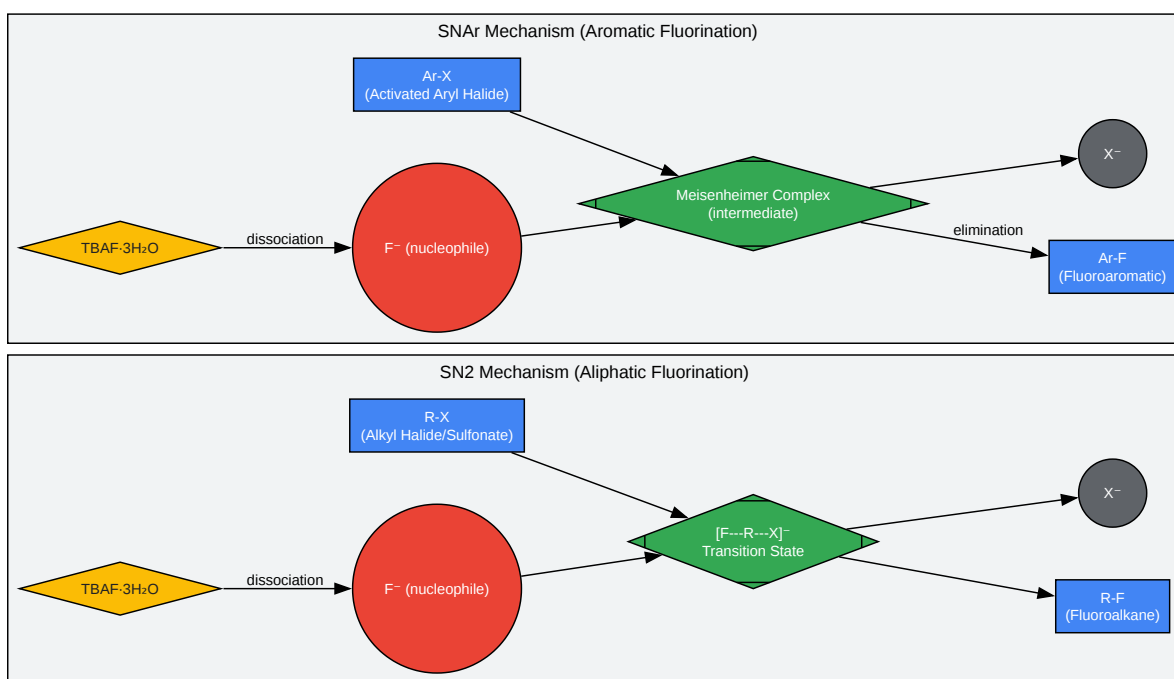 SNAr Mechanism (Aromatic Fluorination)
Ar-X
(Activated Aryl Halide)
X⁻
Meisenheimer Complex
(intermediate)
TBAF·3H₂O
dissociation
F⁻ (nucleophile)
elimination
Ar-F
(Fluoroaromatic)
SN2 Mechanism (Aliphatic Fluorination)
R-X
(Alkyl Halide/Sulfonate)
X⁻
[F---R---X]⁻
Transition State
TBAF·3H₂O
dissociation
F⁻ (nucleophile)
R-F
(Fluoroalkane)